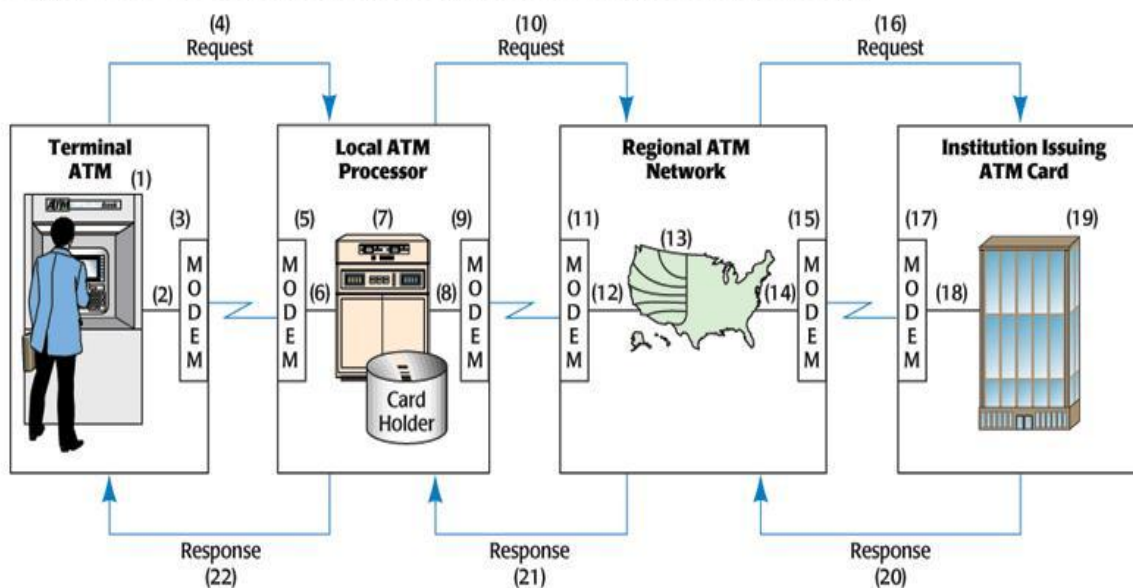 (4)
Request
(10)
Request
(16)
Request
Terminal
ATM
(1)
(3)
MODEM
(2)
Local ATM
Processor
(5)
MODEM
(6)
(7)
(8)
(9)
MODEM
Card
Holder
Regional ATM
Network
(11)
MODEM
(12)
(13)
(14)
(15)
MODEM
Institution Issuing
ATM Card
(17)
MODEM
(18)
(19)
Response
(22)
Response
(21)
Response
(20)